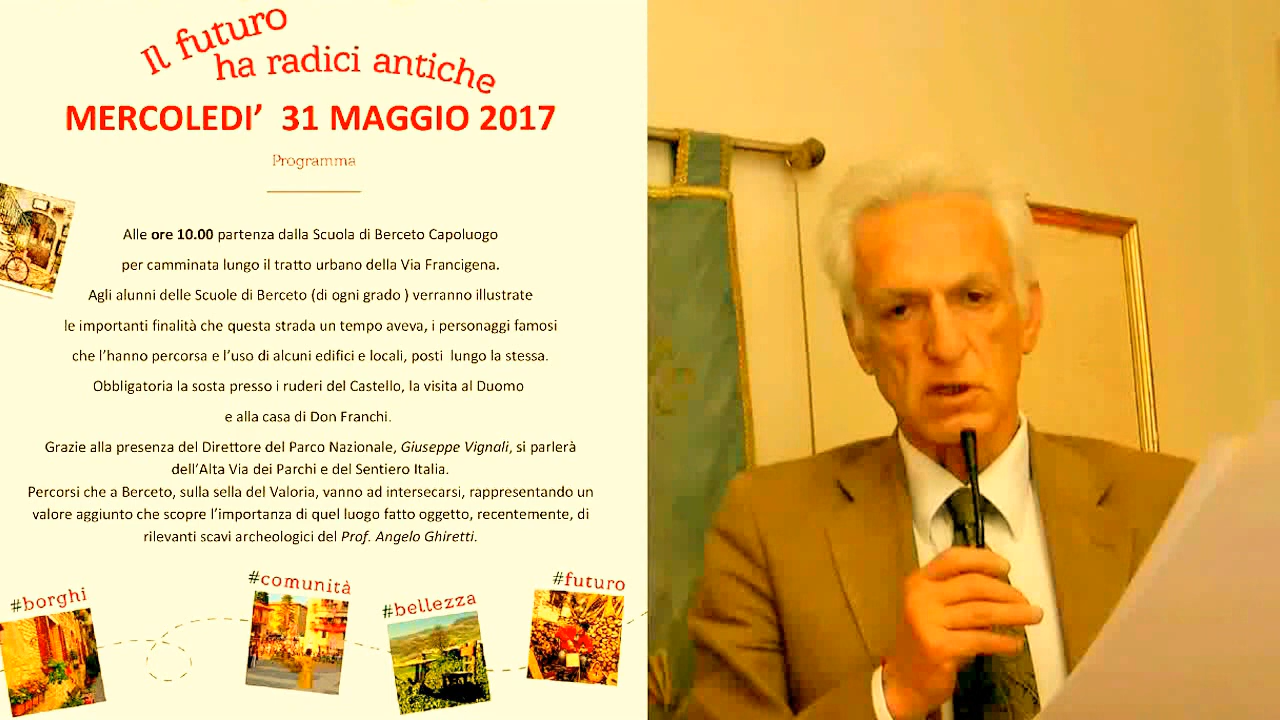 Il futuro
ha radici antiche
MERCOLEDI’ 31 MAGGIO 2017
Programma
Alle ore 10.00 partenza dalla Scuola di Berceto Capoluogo
per camminata lungo il tratto urbano della Via Francigena.
Agli alunni delle Scuole di Berceto (di ogni grado ) verranno illustrate
le importanti finalità che questa strada un tempo aveva, i personaggi famosi
che l’hanno percorsa e l’uso di alcuni edifici e locali, posti lungo la stessa.
Obbligatoria la sosta presso i ruderi del Castello, la visita al Duomo
e alla casa di Don Franchi.
Grazie alla presenza del Direttore del Parco Nazionale, Giuseppe Vignali, si parlerà
dell’Alta Via dei Parchi e del Sentiero Italia.
Percorsi che a Berceto, sulla sella del Valoria, vanno ad intersecarsi, rappresentando un
valore aggiunto che scopre l’importanza di quel luogo fatto oggetto, recentemente, di
rilevanti scavi archeologici del Prof. Angelo Ghiretti.
#borghi
#comunità
#bellezza
#futuro